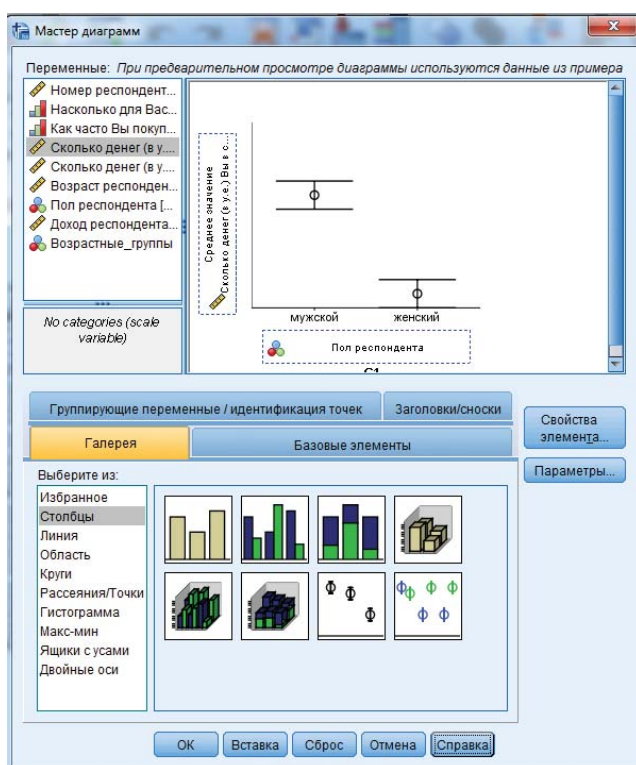 Мастер диаграмм
Переменные: При предварительном просмотре диаграммы используются данные из примера
Номер респондент...
Насколько для Вас...
Как часто Вы покуп...
Сколько денег (в у....
Сколько денег (в у....
Возраст респонден...
Пол респондента [...
Доход респондента...
Возрастные_группы
No categories (scale
variable)
Среднее значение
Сколько денег (в у.е.) Вы в с...
мужской женский
Пол респондента
Группирующие переменные / идентификация точек
Заголовки/сноски
Галерея
Базовые элементы
Свойства
элемента...
Параметры...
Выберите из:
Избранное
Столбцы
Линия
Область
Круги
Рассеяния/Точки
Гистограмма
Макс-мин
Ящики с усами
Двойные оси
ОК
Вставка
Сброс
Отмена
Справка